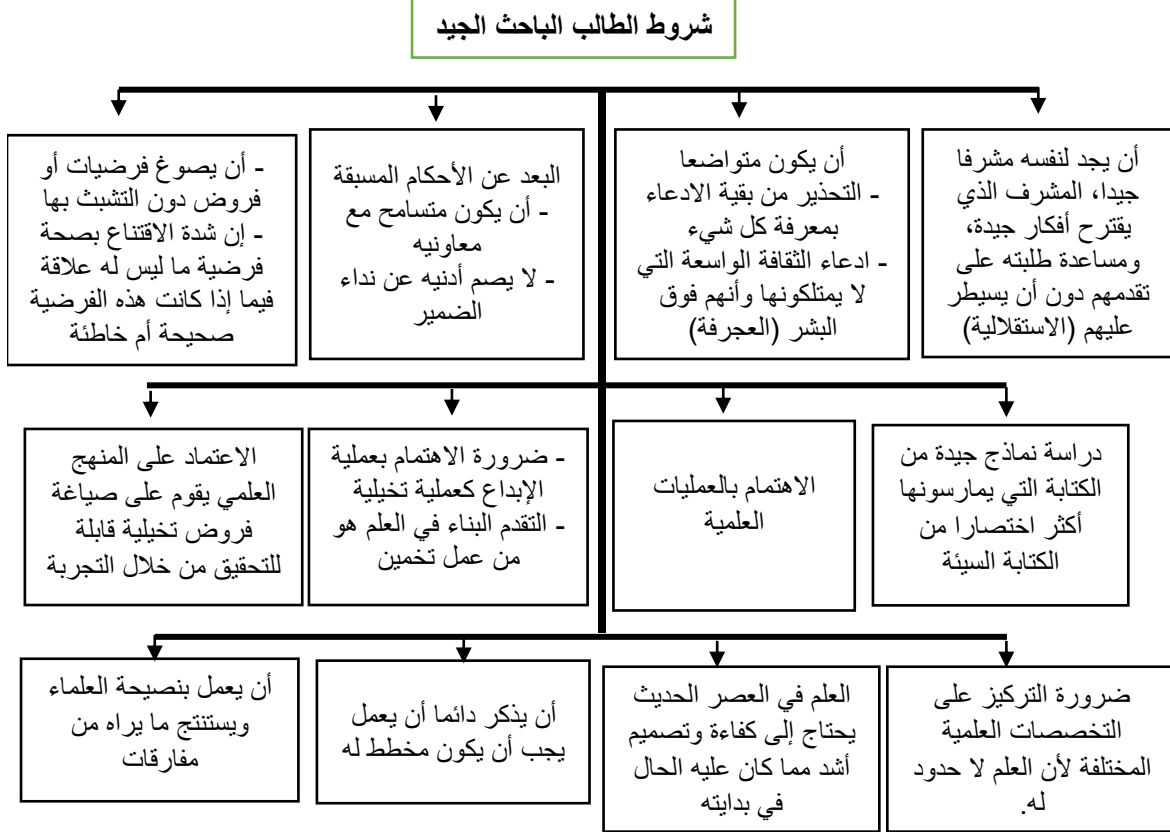 شروط الطالب الباحث الجيد
أن يجد لنفسه مشرفا
جيدا، المشرف الذي
يقترح أفكار جيدة،
ومساعدة طلبته على
تقدمهم دون أن يسيطر
عليهم (الاستقلالية)
أن يكون متواضعا
- التحذير من بقية الادعاء
بمعرفة كل شيء
- ادعاء الثقافة الواسعة التي
لا يمتلكونها وأنهم فوق
البشر (العجرفة)
البعد عن الأحكام المسبقة
- أن يكون متسامح مع
معاونيه
- لا يصم أدنيه عن نداء
الضمير
- أن يصوغ فرضيات أو
فروض دون التشبث بها
- إن شدة الاقتناع بصحة
فرضية ما ليس له علاقة
فيما إذا كانت هذه الفرضية
صحيحة أم خاطئة
دراسة نماذج جيدة من
الكتابة التي يمارسونها
أكثر اختصارا من
الكتابة السيئة
الاهتمام بالعمليات
العلمية
- ضرورة الاهتمام بعملية
الإبداع كعملية تخيلية
- التقدم البناء في العلم هو
من عمل تخمين
الاعتماد على المنهج
العلمي يقوم على صياغة
فروض تخيلية قابلة
للتحقيق من خلال التجربة
ضرورة التركيز على
التخصصات العلمية
المختلفة لأن العلم لا حدود
له.
العلم في العصر الحديث
يحتاج إلى كفاءة وتصميم
أشد مما كان عليه الحال
في بدايته
أن يذكر دائما أن يعمل
يجب أن يكون مخطط له
أن يعمل بنصيحة العلماء
ويستنتج ما يراه من
مفارقات